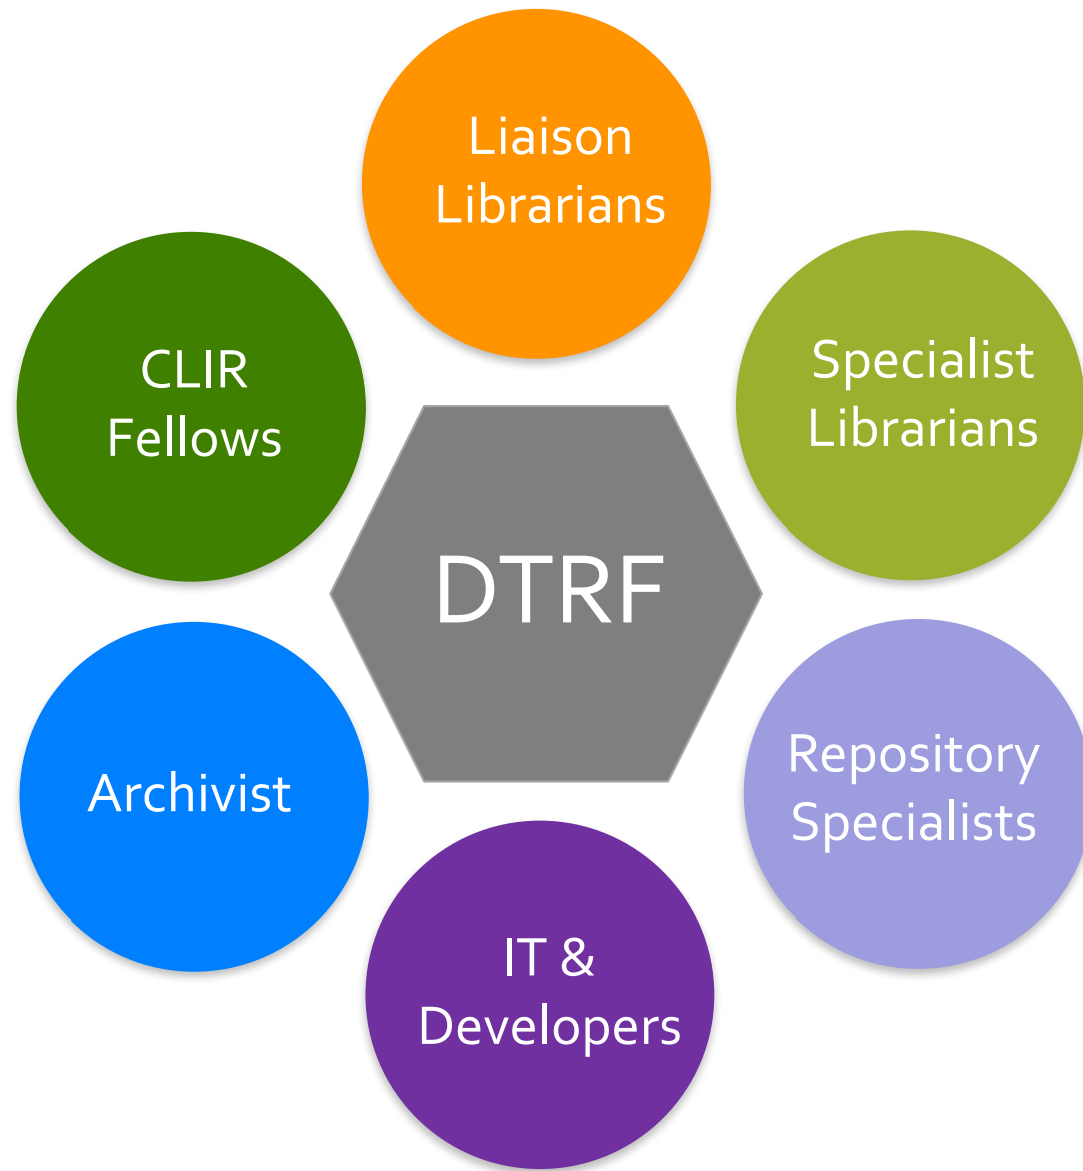 Liaison
Librarians
CLIR
Fellows
Specialist
Librarians
DTRF
Archivist
Repository
Specialists
IT &
Developers